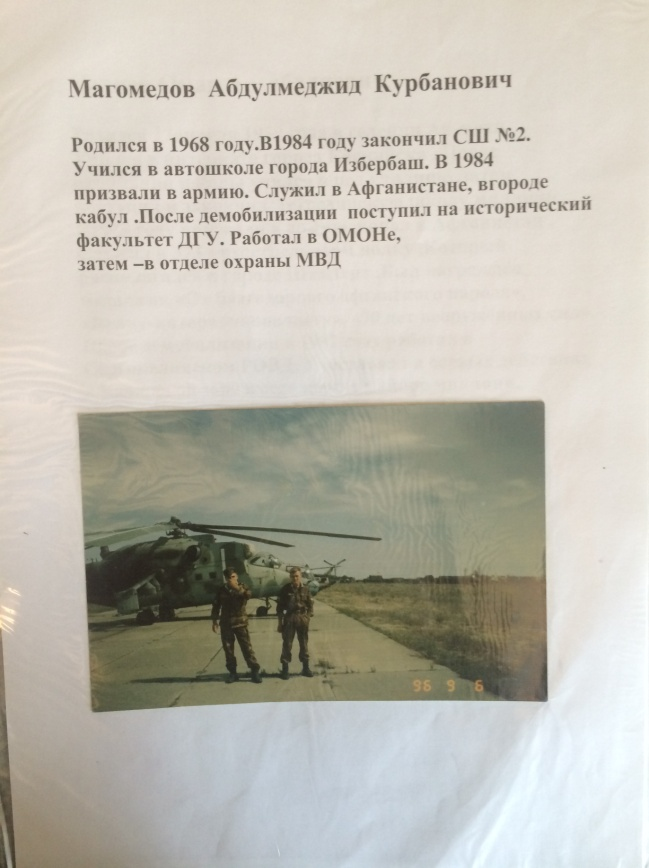 Магомедов Абдулмеджид Курбанович
Родился в 1968 году.В1984 году закончил СШ №2.
Учился в автошколе города Избербаш. В 1984
призвали в армию. Служил в Афганистане, вгороде
кабул .После демобилизации поступил на исторический
факультет ДГУ. Работал в ОМОНе,
затем –в отделе охраны МВД
96 9 6